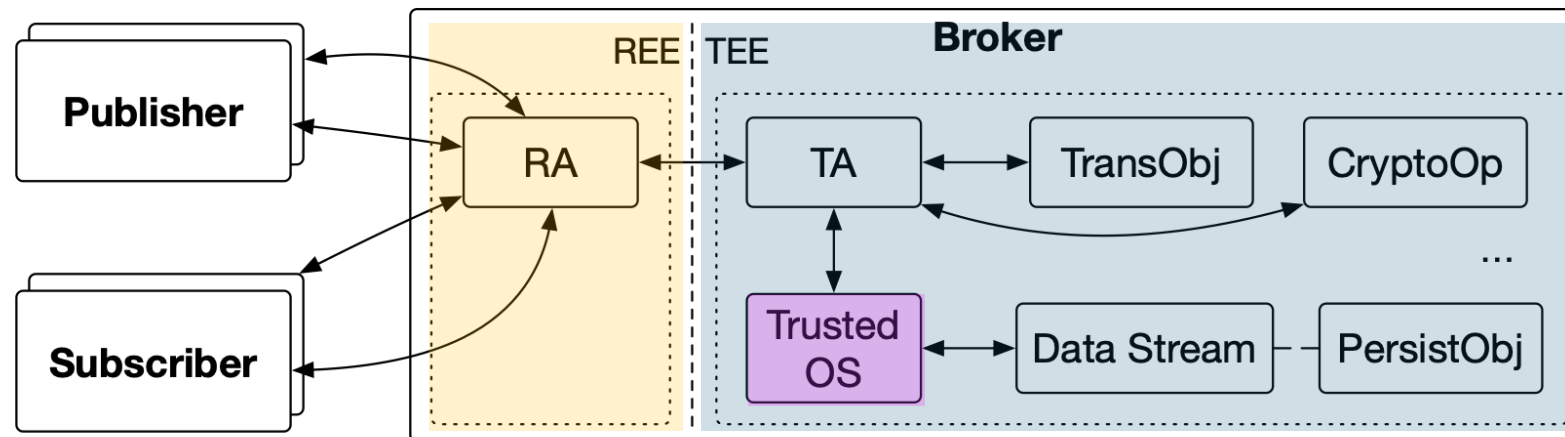 Broker
REE
TEE
Publisher
RA
TA
TransObj
CryptoOp
...
Subscriber
Trusted
OS
Data Stream
PersistObj